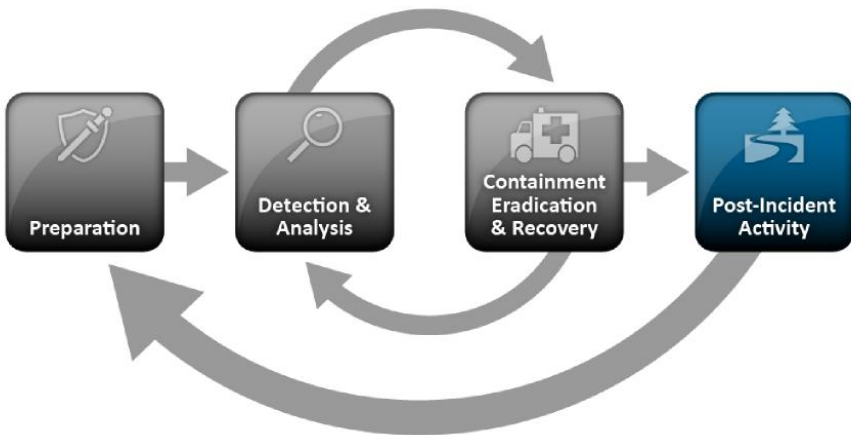 Preparation
Detection &
Analysis
Containment
Eradication
& Recovery
Post-Incident
Activity